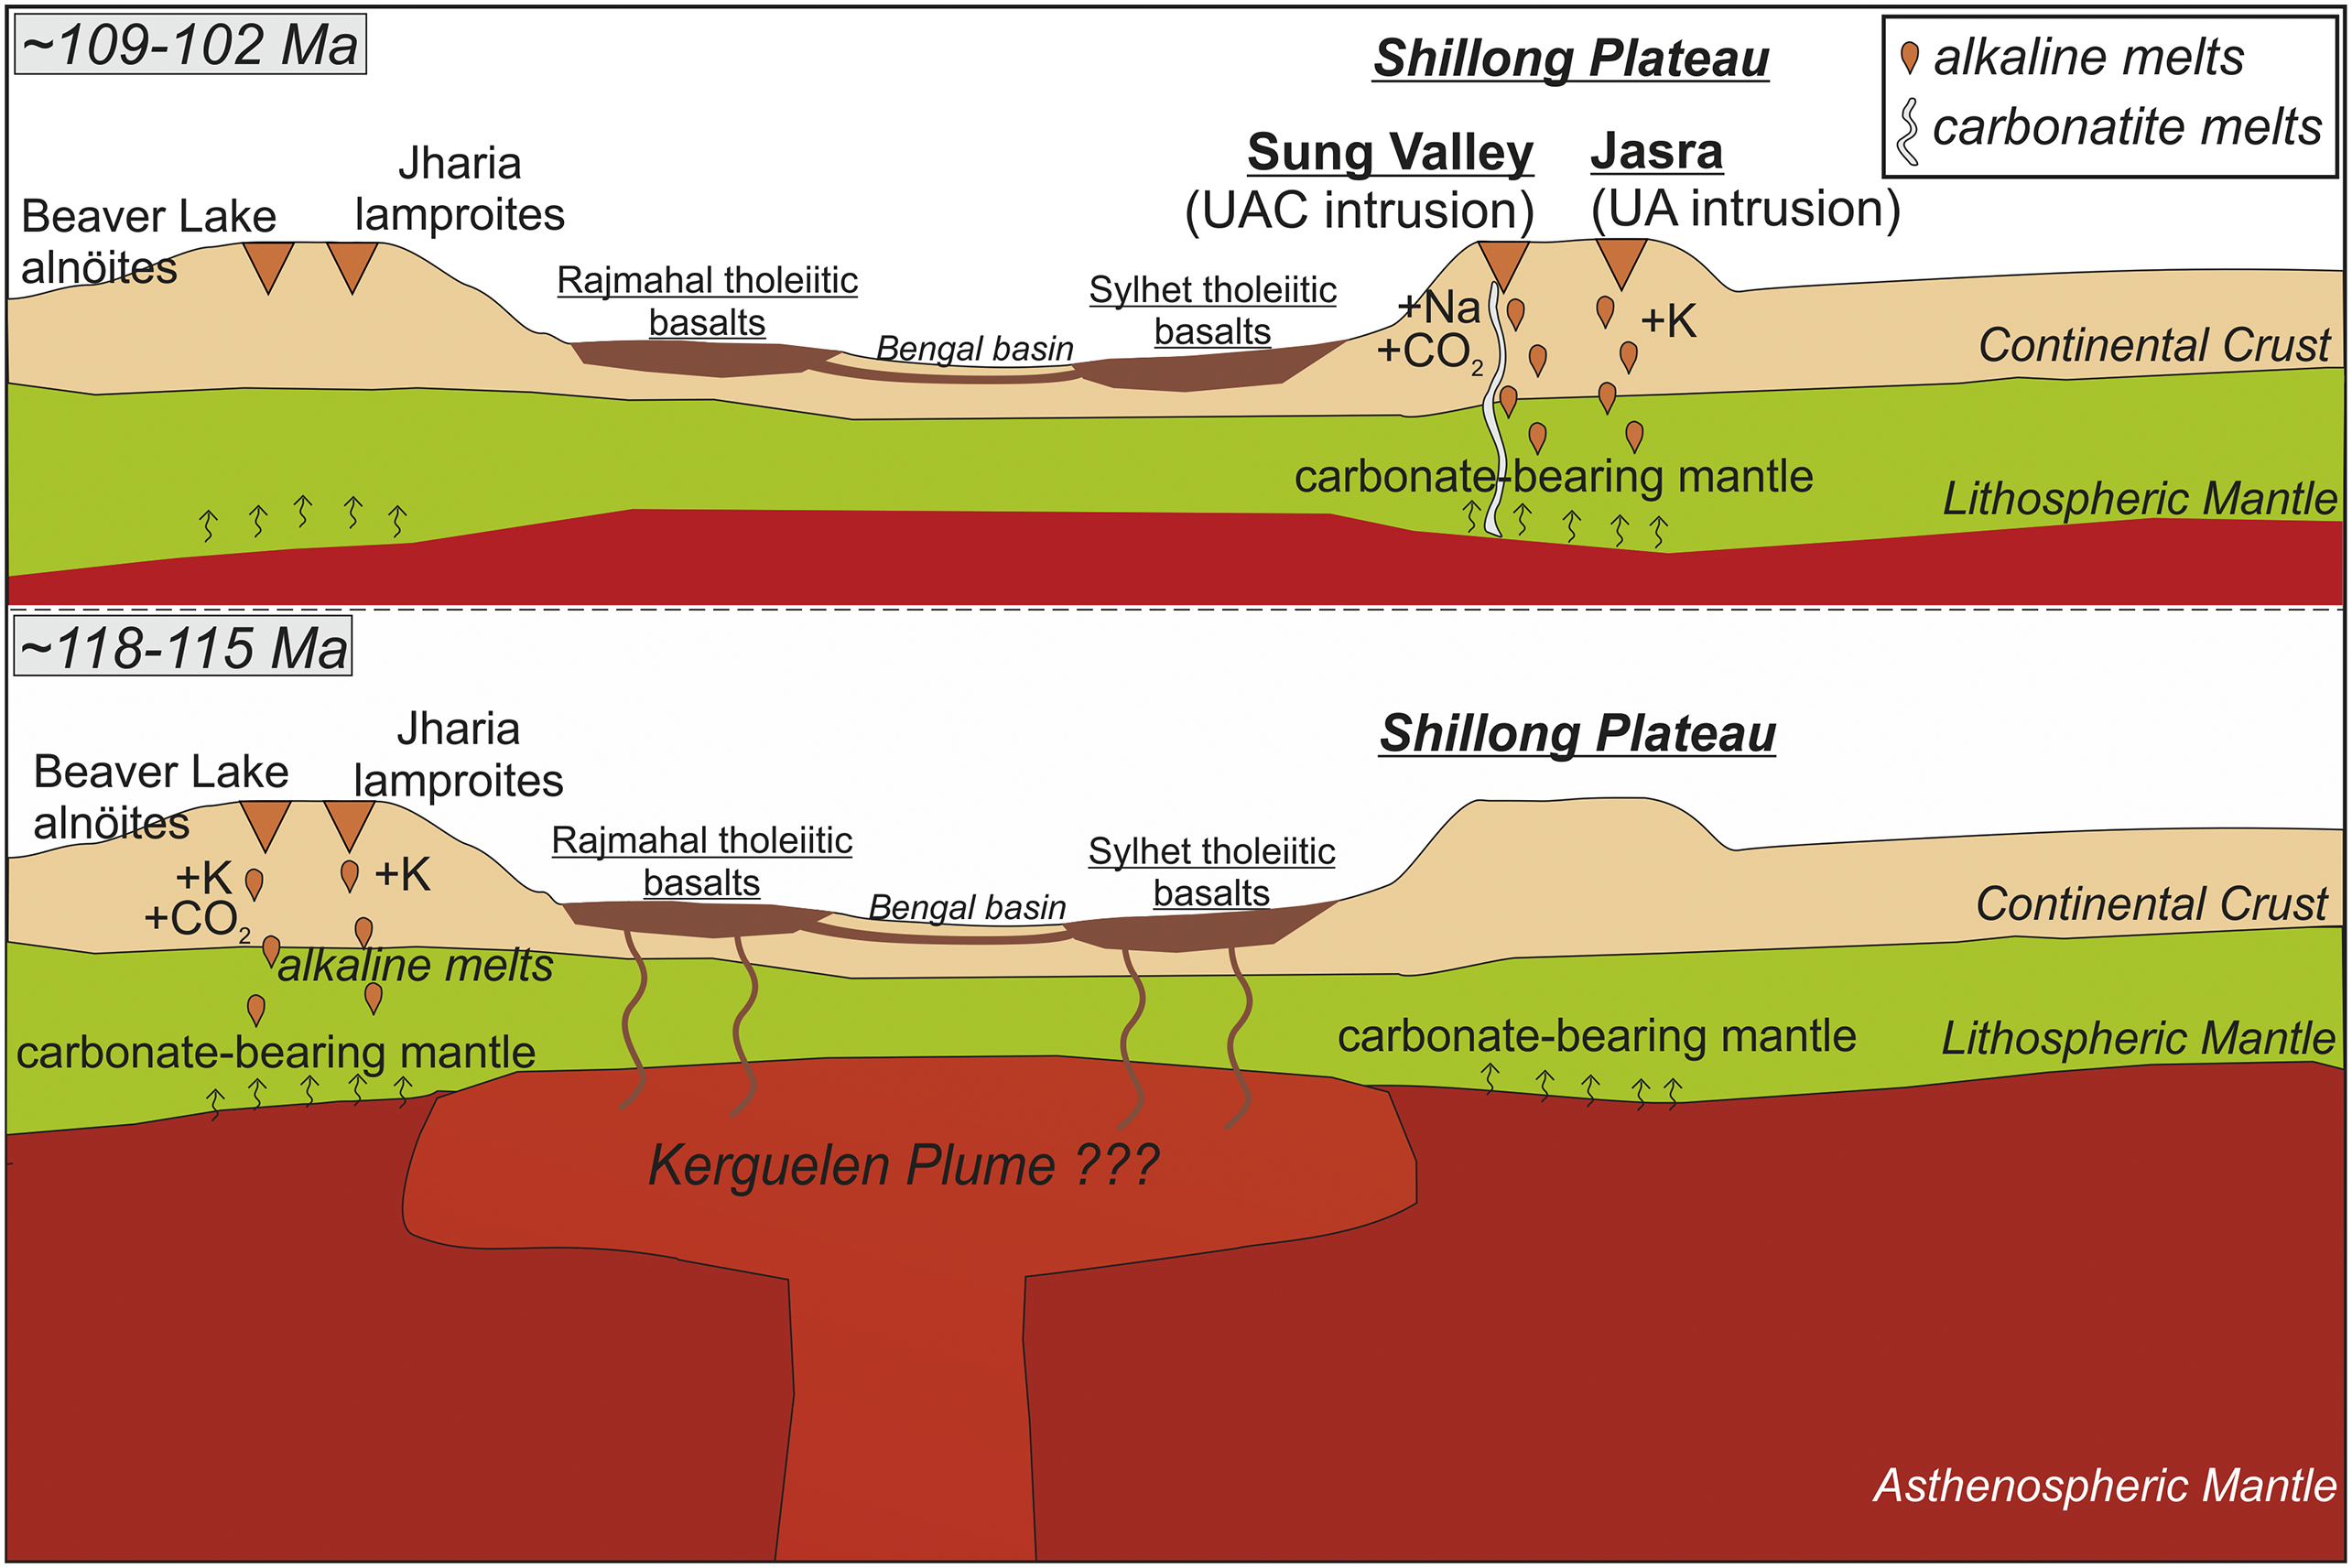 ~109-102 Ma
Shillong Plateau
alkaline melts
carbonatite melts
Sung Valley
(UAC intrusion)
Jasra
(UA intrusion)
Beaver Lake
alnöites
Jharia
lamproites
Rajmahal tholeiitic
basalts
Bengal basin
Sylhet tholeiitic
basalts
+Na
+CO₂
+K
Continental Crust
carbonate-bearing mantle
Lithospheric Mantle
~118-115 Ma
Shillong Plateau
Beaver Lake
alnöites
Jharia
lamproites
Rajmahal tholeiitic
basalts
Bengal basin
Sylhet tholeiitic
basalts
+K
+CO₂
+K
Continental Crust
alkaline melts
carbonate-bearing mantle
carbonate-bearing mantle
Lithospheric Mantle
Kerguelen Plume ???
Asthenospheric Mantle